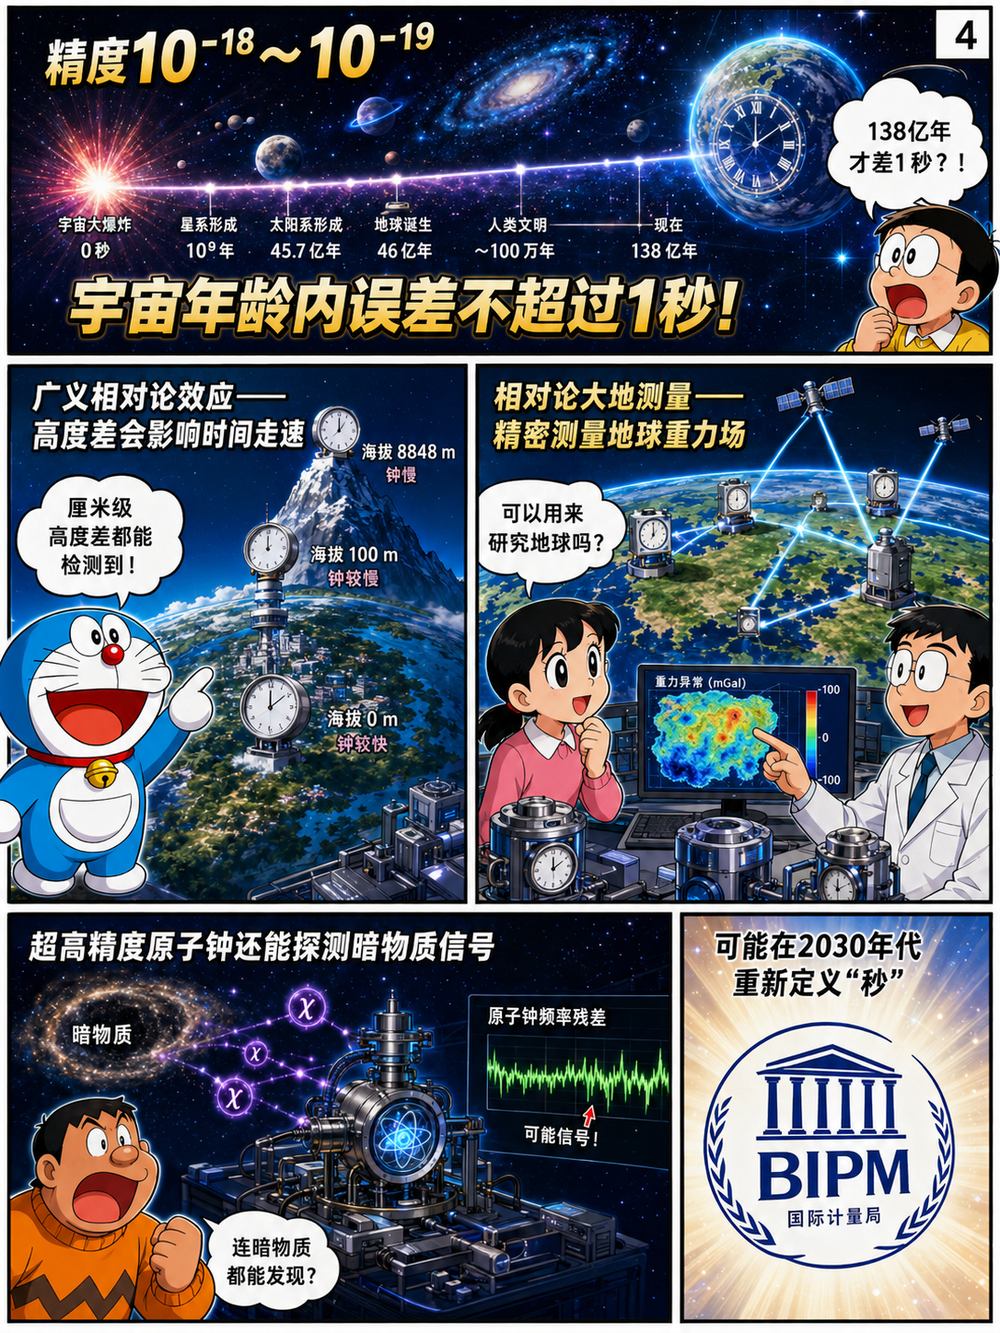 4
精度10⁻¹⁸～10⁻¹⁹
138亿年
才差1秒？！
宇宙大爆炸
0秒
星系形成
10⁹年
太阳系形成
45.7亿年
地球诞生
46亿年
人类文明
～100万年
现在
138亿年
宇宙年龄内误差不超过1秒！
广义相对论效应——
高度差会影响时间走速
海拔 8848 m
钟慢
厘米级
高度差都能
检测到！
海拔 100 m
钟较慢
海拔 0 m
钟较快
相对论大地测量——
精密测量地球重力场
可以用来
研究地球吗？
重力异常（mGal）
-100
-0
-100
超高精度原子钟还能探测暗物质信号
暗物质
χ
χ
χ
原子钟频率残差
可能信号！
连暗物质
都能发现？
可能在2030年代
重新定义“秒”
BIPM
国际计量局